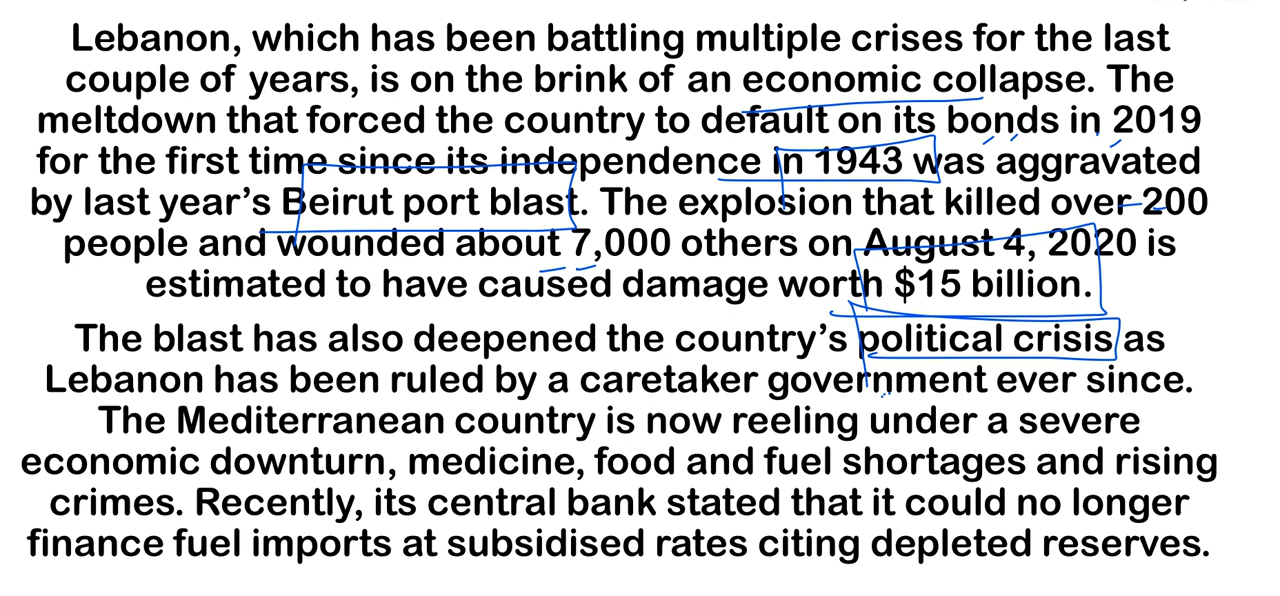 Lebanon, which has been battling multiple crises for the last
couple of years, is on the brink of an economic collapse. The
meltdown that forced the country to default on its bonds in 2019
for the first time since its independence in 1943 was aggravated
by last year’s Beirut port blast. The explosion that killed over 200
people and wounded about 7,000 others on August 4, 2020 is
estimated to have caused damage worth $15 billion.
The blast has also deepened the country’s political crisis as
Lebanon has been ruled by a caretaker government ever since.
The Mediterranean country is now reeling under a severe
economic downturn, medicine, food and fuel shortages and rising
crimes. Recently, its central bank stated that it could no longer
finance fuel imports at subsidised rates citing depleted reserves.